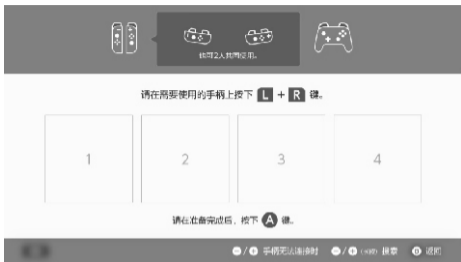 也可2人共同使用。
请在需要使用的手柄上按下 L + R 键。
1 2 3 4
请在准备完成后，按下 A 键。
手柄无法连接时 搜索 返回